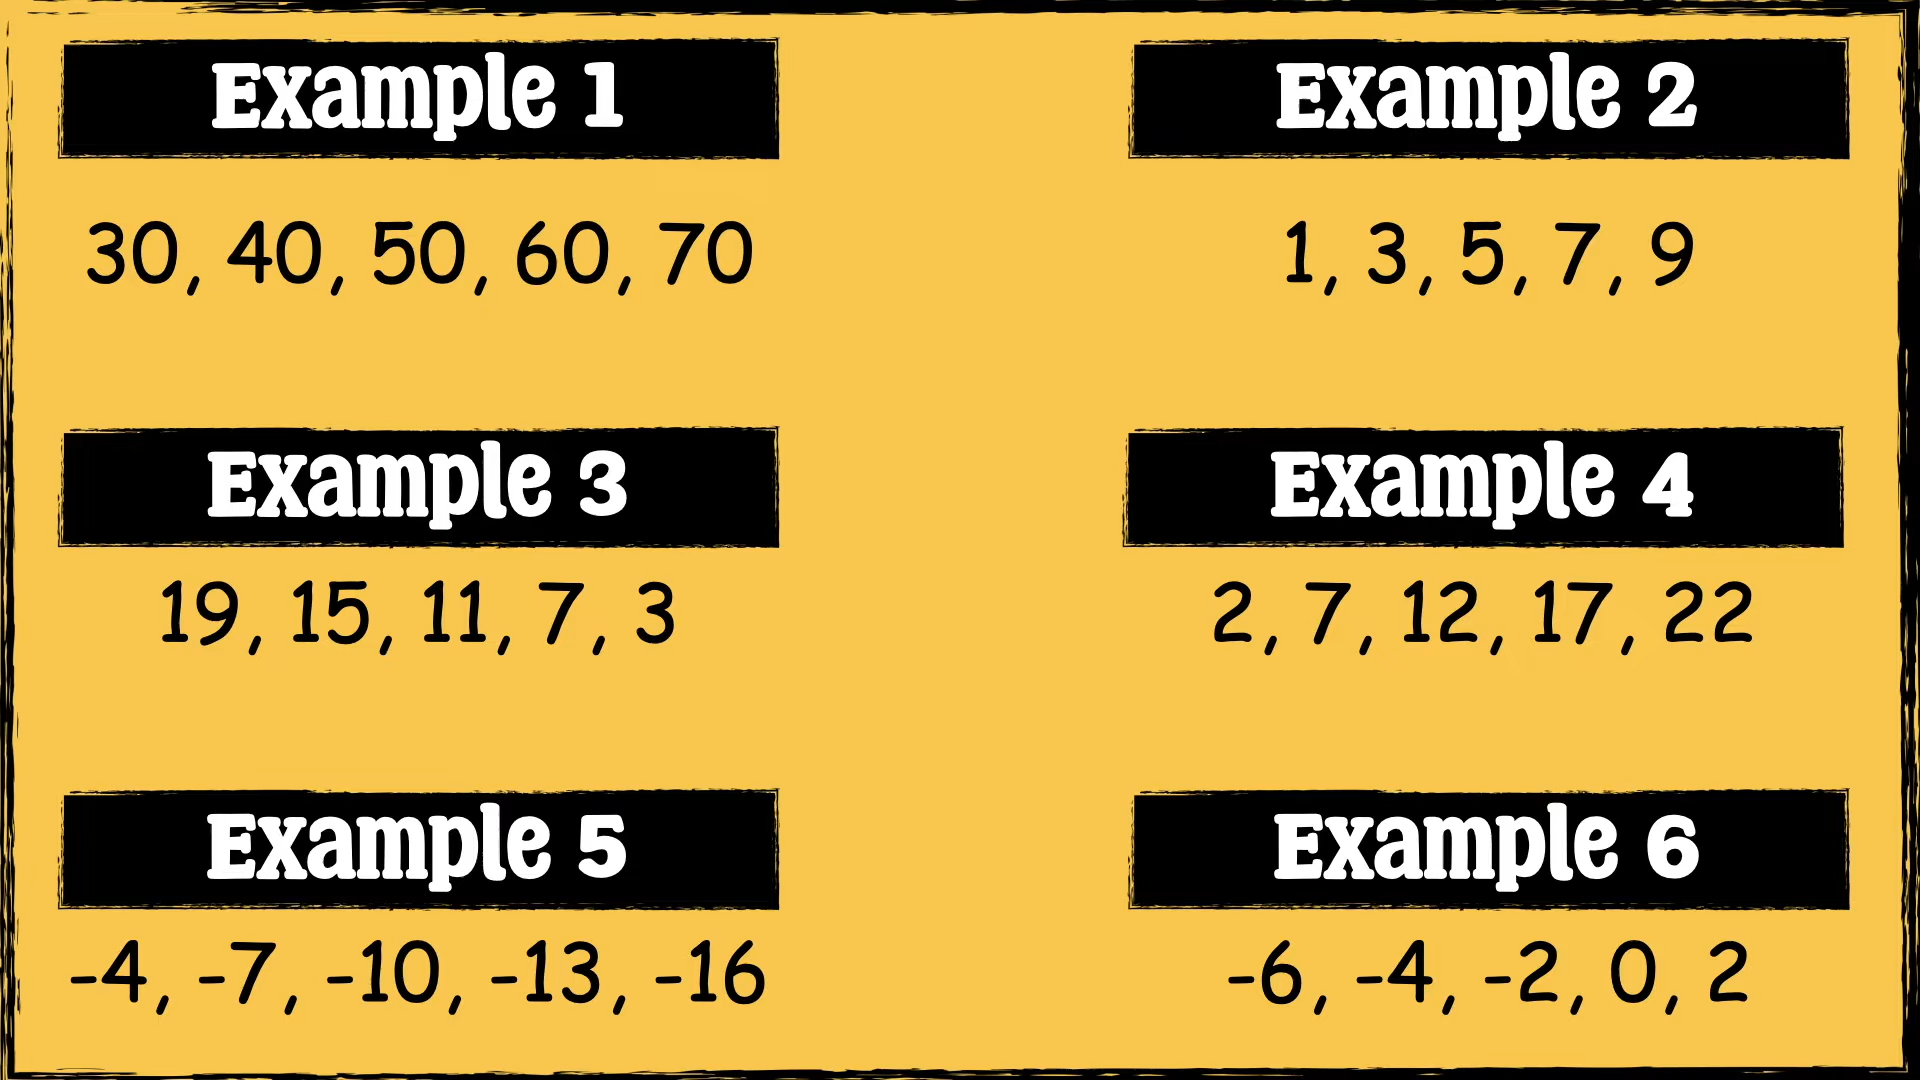 Example 1
30, 40, 50, 60, 70
Example 2
1, 3, 5, 7, 9
Example 3
19, 15, 11, 7, 3
Example 4
2, 7, 12, 17, 22
Example 5
-4, -7, -10, -13, -16
Example 6
-6, -4, -2, 0, 2